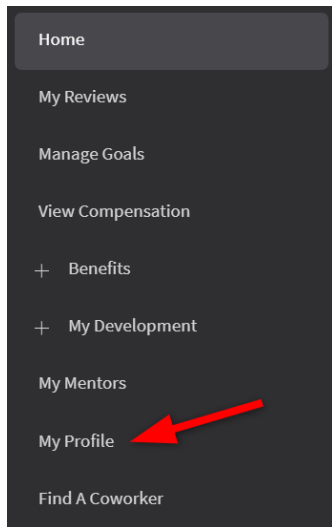 Home
My Reviews
Manage Goals
View Compensation
+ Benefits
+ My Development
My Mentors
My Profile
Find A Coworker